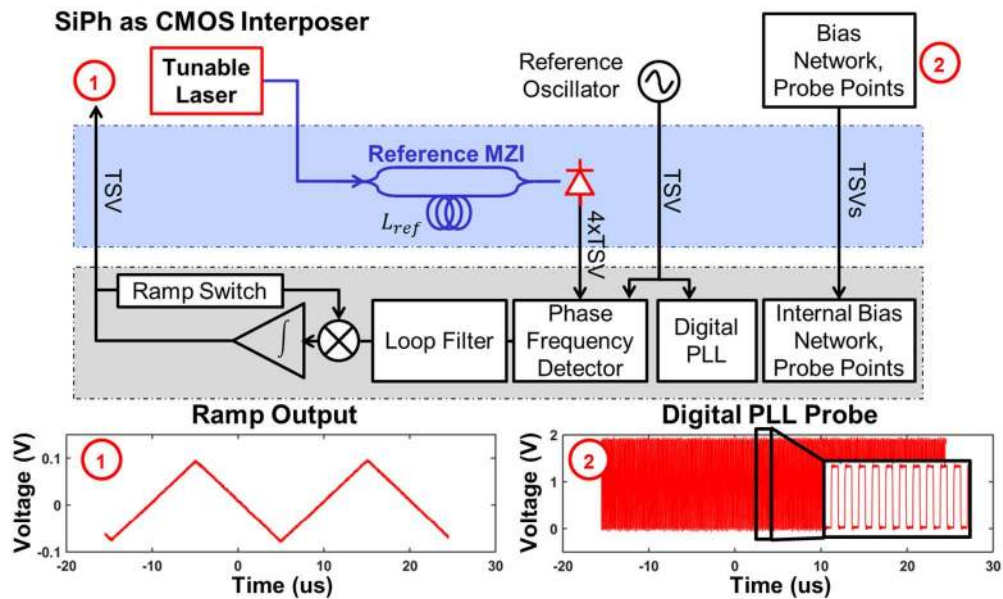 SiPh as CMOS Interposer
1
Tunable
Laser
Reference
Oscillator
Bias
Network,
Probe Points
2
TSV
Reference MZI
L_ref
4xTSV
TSV
TSVs
Ramp Switch
∫
Loop Filter
Phase
Frequency
Detector
Digital
PLL
Internal Bias
Network,
Probe Points
Ramp Output
1
Voltage (V)
0.1
0
-0.1
-20
-10
0
10
20
30
Time (us)
Digital PLL Probe
2
Voltage (V)
2
1
0
-20
-10
0
10
20
30
Time (us)